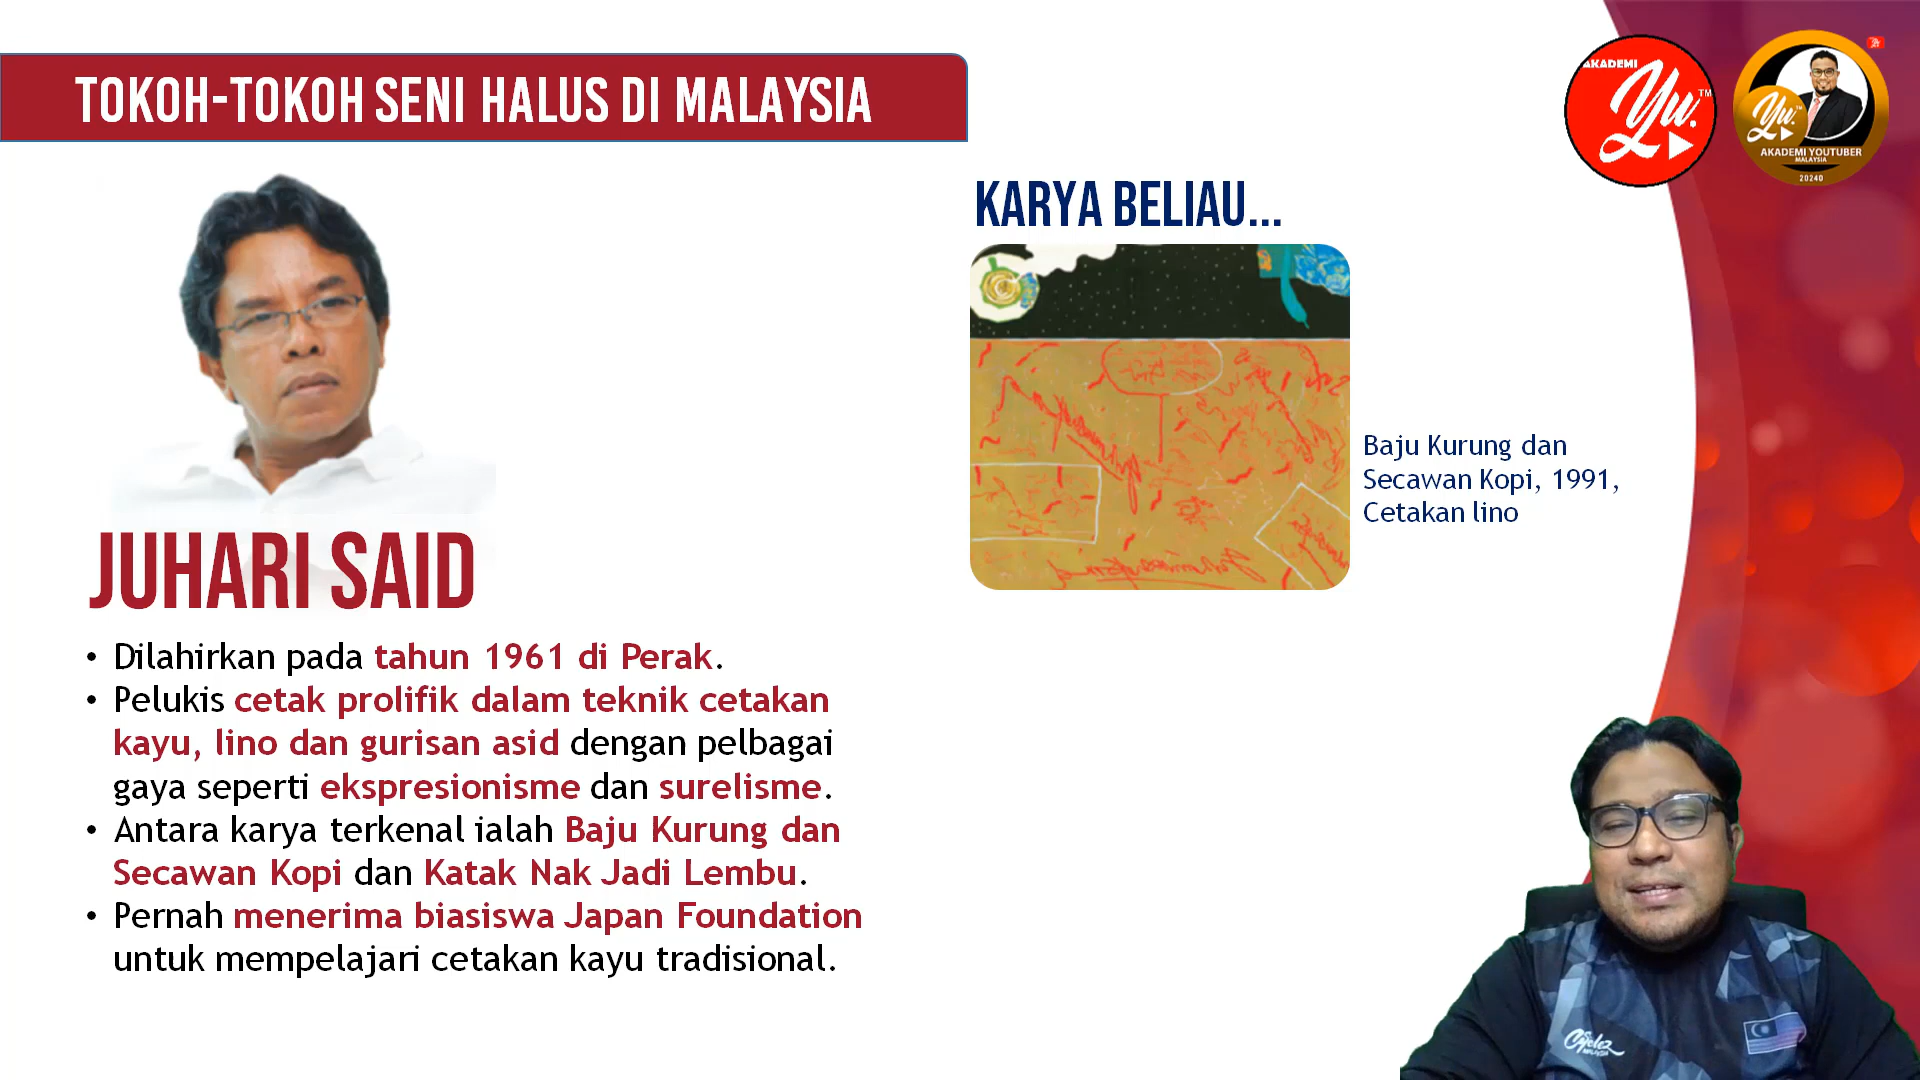 TOKOH-TOKOH SENI HALUS DI MALAYSIA
AKADEMI
Yu.
TM
Yu.
AKADEMI YOUTUBER
MALAYSIA
20240
KARYA BELIAU...
Baju Kurung dan
Secawan Kopi, 1991,
Cetakan lino
JUHARI SAID
• Dilahirkan pada tahun 1961 di Perak.
• Pelukis cetak prolifik dalam teknik cetakan
kayu, lino dan gurisan asid dengan pelbagai
gaya seperti ekspresionisme dan surelisme.
• Antara karya terkenal ialah Baju Kurung dan
Secawan Kopi dan Katak Nak Jadi Lembu.
• Pernah menerima biasiswa Japan Foundation
untuk mempelajari cetakan kayu tradisional.
Cyclez
MALAYSIA